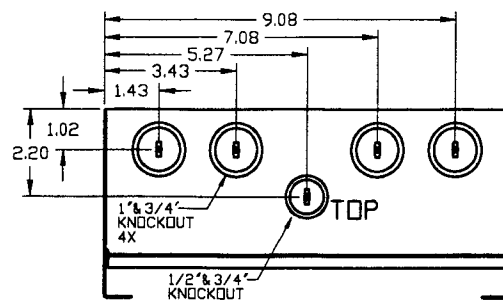 9.08
7.08
5.27
3.43
1.43
1.02
2.20
TOP
1"&3/4'
KNOCKOUT
4X
1/2"&3/4'
KNOCKOUT